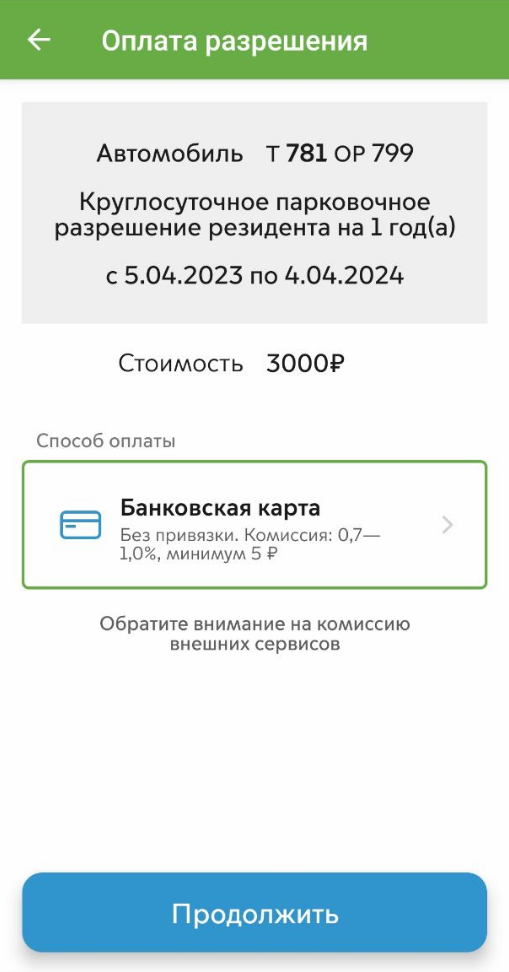 Оплата разрешения
Автомобиль Т 781 ОР 799
Круглосуточное парковочное
разрешение резидента на 1 год(а)
с 5.04.2023 по 4.04.2024
Стоимость 3000₽
Способ оплаты
Банковская карта
Без привязки. Комиссия: 0,7—
1,0%, минимум 5 ₽
Обратите внимание на комиссию
внешних сервисов
Продолжить